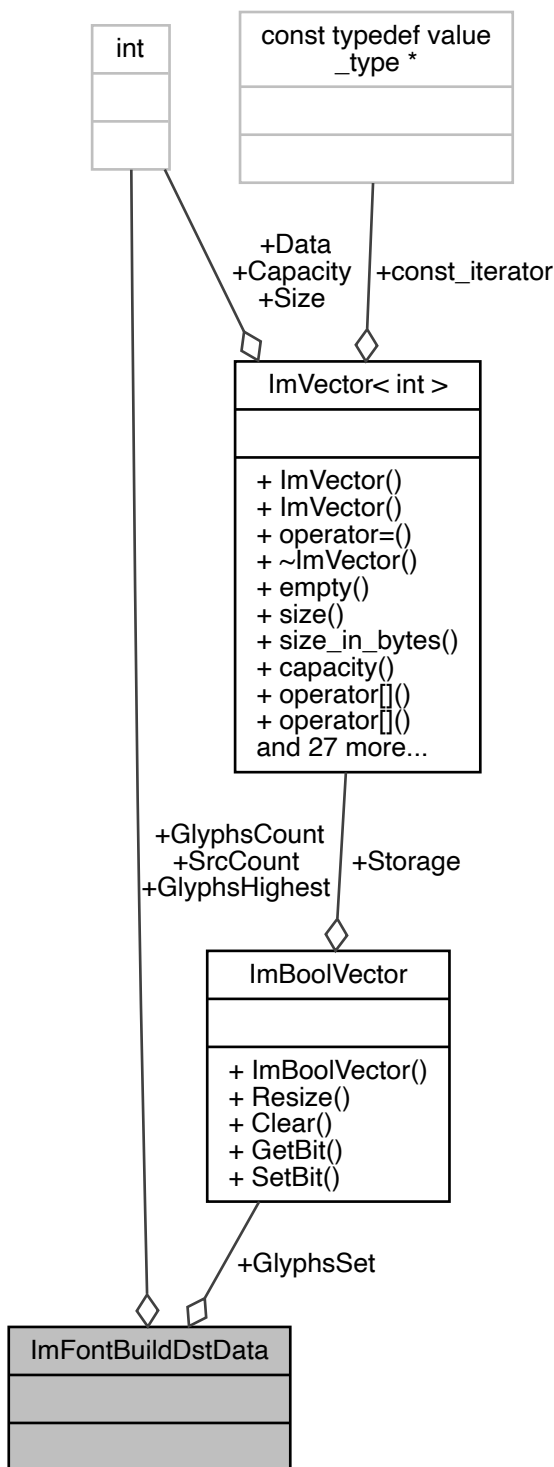 int
const typedef value
_type *
+Data
+Capacity
+Size
+const_iterator
ImVector< int >
+ ImVector()
+ ImVector()
+ operator=()
+ ~ImVector()
+ empty()
+ size()
+ size_in_bytes()
+ capacity()
+ operator[]()
+ operator[]()
and 27 more...
+GlyphsCount
+SrcCount
+GlyphsHighest
+Storage
ImBoolVector
+ ImBoolVector()
+ Resize()
+ Clear()
+ GetBit()
+ SetBit()
+GlyphsSet
ImFontBuildDstData